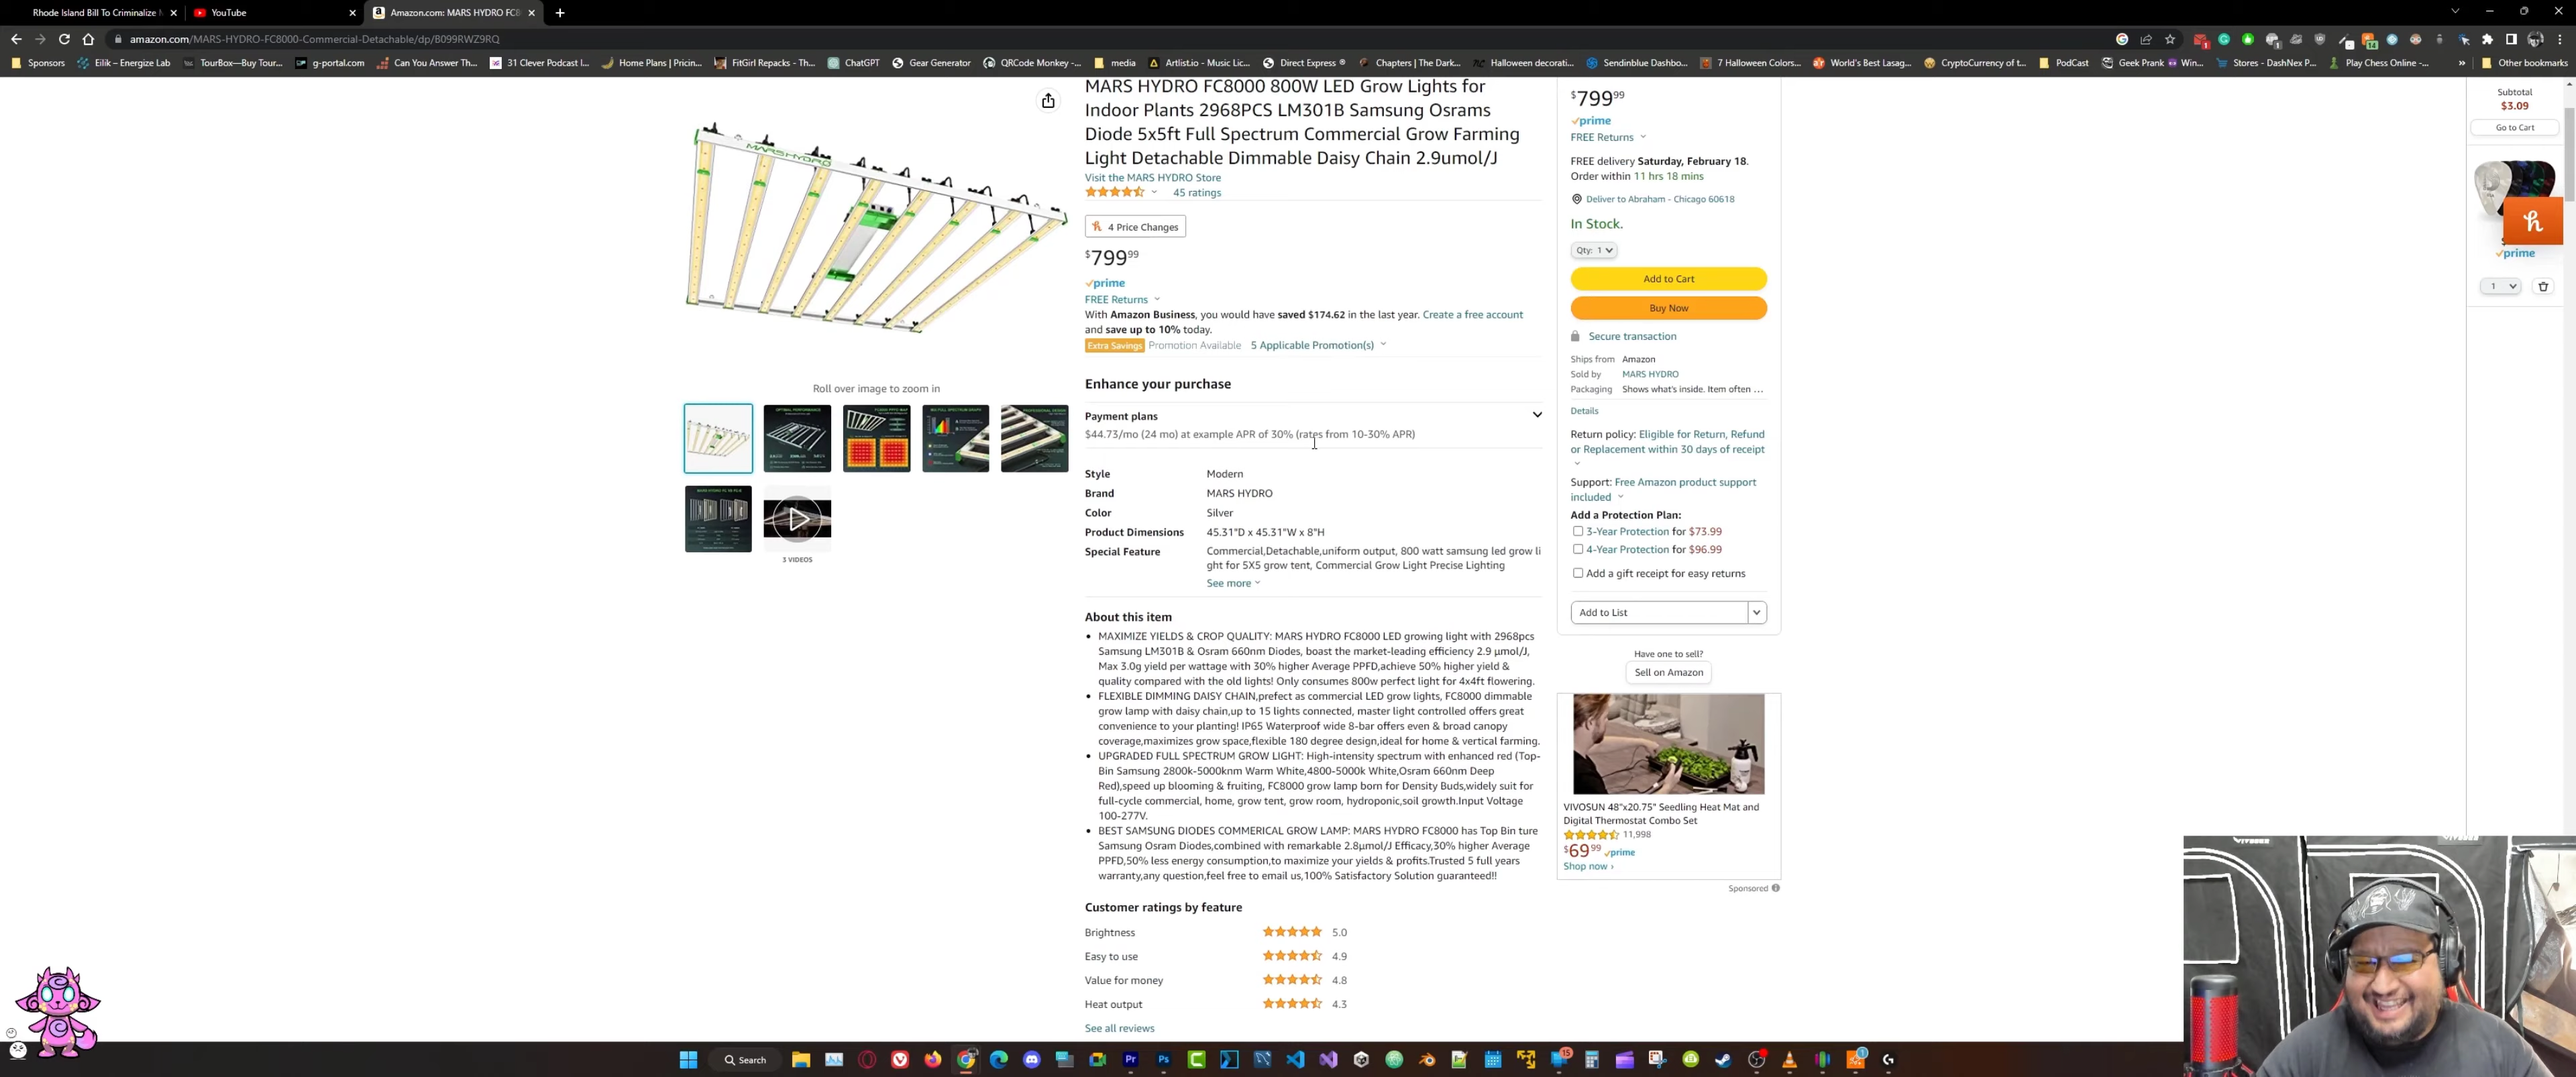 Rhode Island Bill To Criminalize
YouTube
Amazon.com: MARS HYDRO FC8
amazon.com/MARS-HYDRO-FC8000-Commercial-Detachable/dp/B099RWZ9RQ
Sponsors
Eilik – Energize Lab
TourBox—Buy Tour...
g-portal.com
Can You Answer Th...
31 Clever Podcast I...
Home Plans | Pricin...
FitGirl Repacks - Th...
ChatGPT
Gear Generator
QRCode Monkey -...
media
Artlist.io - Music Lic...
Direct Express ®
Chapters | The Dark...
Halloween decorati...
Sendinblue Dashbo...
7 Halloween Colors...
World's Best Lasag...
CryptoCurrency of t...
PodCast
Geek Prank Win...
Stores - DashNex P...
Play Chess Online -...
»
Other bookmarks
MARS HYDRO
Roll over image to zoom in
3 VIDEOS
MARS HYDRO FC8000 800W LED Grow Lights for
Indoor Plants 2968PCS LM301B Samsung Osrams
Diode 5x5ft Full Spectrum Commercial Grow Farming
Light Detachable Dimmable Daisy Chain 2.9umol/J
Visit the MARS HYDRO Store
45 ratings
4 Price Changes
$799.99
prime
FREE Returns
With Amazon Business, you would have saved $174.62 in the last year. Create a free account
and save up to 10% today.
Extra Savings Promotion Available 5 Applicable Promotion(s)
Enhance your purchase
Payment plans
$44.73/mo (24 mo) at example APR of 30% (rates from 10-30% APR)
Style Modern
Brand MARS HYDRO
Color Silver
Product Dimensions 45.31"D x 45.31"W x 8"H
Special Feature Commercial,Detachable,uniform output, 800 watt samsung led grow li
ght for 5X5 grow tent, Commercial Grow Light Precise Lighting
See more
About this item
• MAXIMIZE YIELDS & CROP QUALITY: MARS HYDRO FC8000 LED growing light with 2968pcs
Samsung LM301B & Osram 660nm Diodes, boast the market-leading efficiency 2.9 μmol/J,
Max 3.0g yield per wattage with 30% higher Average PPFD,achieve 50% higher yield &
quality compared with the old lights! Only consumes 800w perfect light for 4x4ft flowering.
• FLEXIBLE DIMMING DAISY CHAIN,prefect as commercial LED grow lights, FC8000 dimmable
grow lamp with daisy chain,up to 15 lights connected, master light controlled offers great
convenience to your planting! IP65 Waterproof wide 8-bar offers even & broad canopy
coverage,maximizes grow space,flexible 180 degree design,ideal for home & vertical farming.
• UPGRADED FULL SPECTRUM GROW LIGHT: High-intensity spectrum with enhanced red (Top-
Bin Samsung 2800k-5000knm Warm White,4800-5000k White,Osram 660nm Deep
Red),speed up blooming & fruiting, FC8000 grow lamp born for Density Buds,widely suit for
full-cycle commercial, home, grow tent, grow room, hydroponic,soil growth.Input Voltage
100-277V.
• BEST SAMSUNG DIODES COMMERICAL GROW LAMP: MARS HYDRO FC8000 has Top Bin ture
Samsung Osram Diodes,combined with remarkable 2.8μmol/J Efficacy,30% higher Average
PPFD,50% less energy consumption,to maximize your yields & profits.Trusted 5 full years
warranty,any question,feel free to email us,100% Satisfactory Solution guaranteed!!
Customer ratings by feature
Brightness 5.0
Easy to use 4.9
Value for money 4.8
Heat output 4.3
See all reviews
$799.99
prime
FREE Returns
FREE delivery Saturday, February 18.
Order within 11 hrs 18 mins
Deliver to Abraham - Chicago 60618
In Stock.
Qty: 1
Add to Cart
Buy Now
Secure transaction
Ships from Amazon
Sold by MARS HYDRO
Packaging Shows what's inside. Item often ...
Details
Return policy: Eligible for Return, Refund
or Replacement within 30 days of receipt
Support: Free Amazon product support
included
Add a Protection Plan:
3-Year Protection for $73.99
4-Year Protection for $96.99
Add a gift receipt for easy returns
Add to List
Have one to sell?
Sell on Amazon
VIVOSUN 48"x20.75" Seedling Heat Mat and
Digital Thermostat Combo Set
11,998
$69.99 prime
Shop now ›
Sponsored
Subtotal
$3.09
Go to Cart
prime
1
Search